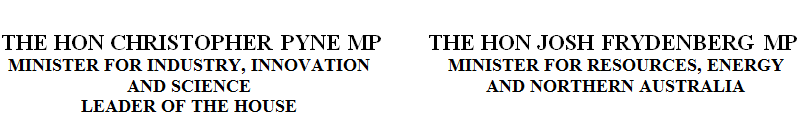 THE HON CHRISTOPHER PYNE MP
MINISTER FOR INDUSTRY, INNOVATION
AND SCIENCE
LEADER OF THE HOUSE
THE HON JOSH FRYDENBERG MP
MINISTER FOR RESOURCES, ENERGY
AND NORTHERN AUSTRALIA